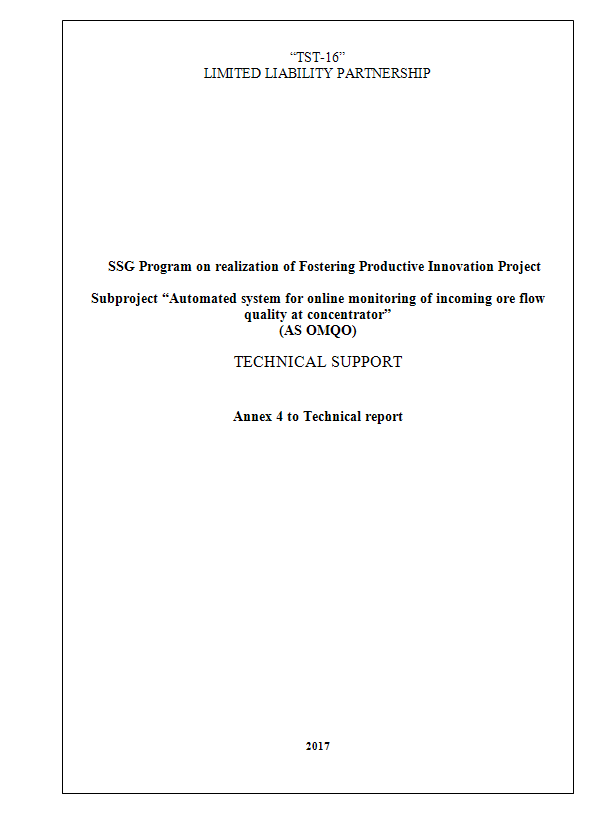 “TST-16”
LIMITED LIABILITY PARTNERSHIP
SSG Program on realization of Fostering Productive Innovation Project
Subproject “Automated system for online monitoring of incoming ore flow
quality at concentrator”
(AS OMQO)
TECHNICAL SUPPORT
Annex 4 to Technical report
2017